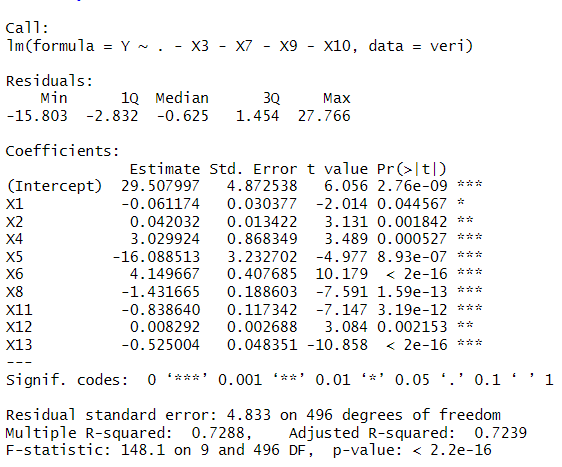 Call:
lm(formula = Y ~ . - X3 - X7 - X9 - X10, data = veri)
Residuals:
    Min      1Q  Median      3Q     Max
-15.803  -2.832  -0.625   1.454  27.766
Coefficients:
              Estimate Std. Error t value Pr(>|t|)
(Intercept)  29.507997   4.872538   6.056 2.76e-09 ***
X1           -0.061174   0.030377  -2.014 0.044567 *
X2            0.042032   0.013422   3.131 0.001842 **
X4            3.029924   0.868349   3.489 0.000527 ***
X5          -16.088513   3.232702  -4.977 8.93e-07 ***
X6            4.149667   0.407685  10.179  < 2e-16 ***
X8           -1.431665   0.188603  -7.591 1.59e-13 ***
X11          -0.838640   0.117342  -7.147 3.19e-12 ***
X12           0.008292   0.002688   3.084 0.002153 **
X13          -0.525004   0.048351 -10.858  < 2e-16 ***
---
Signif. codes:  0 ‘***’ 0.001 ‘**’ 0.01 ‘*’ 0.05 ‘.’ 0.1 ‘ ’ 1
Residual standard error: 4.833 on 496 degrees of freedom
Multiple R-squared:  0.7288,    Adjusted R-squared:  0.7239
F-statistic: 148.1 on 9 and 496 DF,  p-value: < 2.2e-16